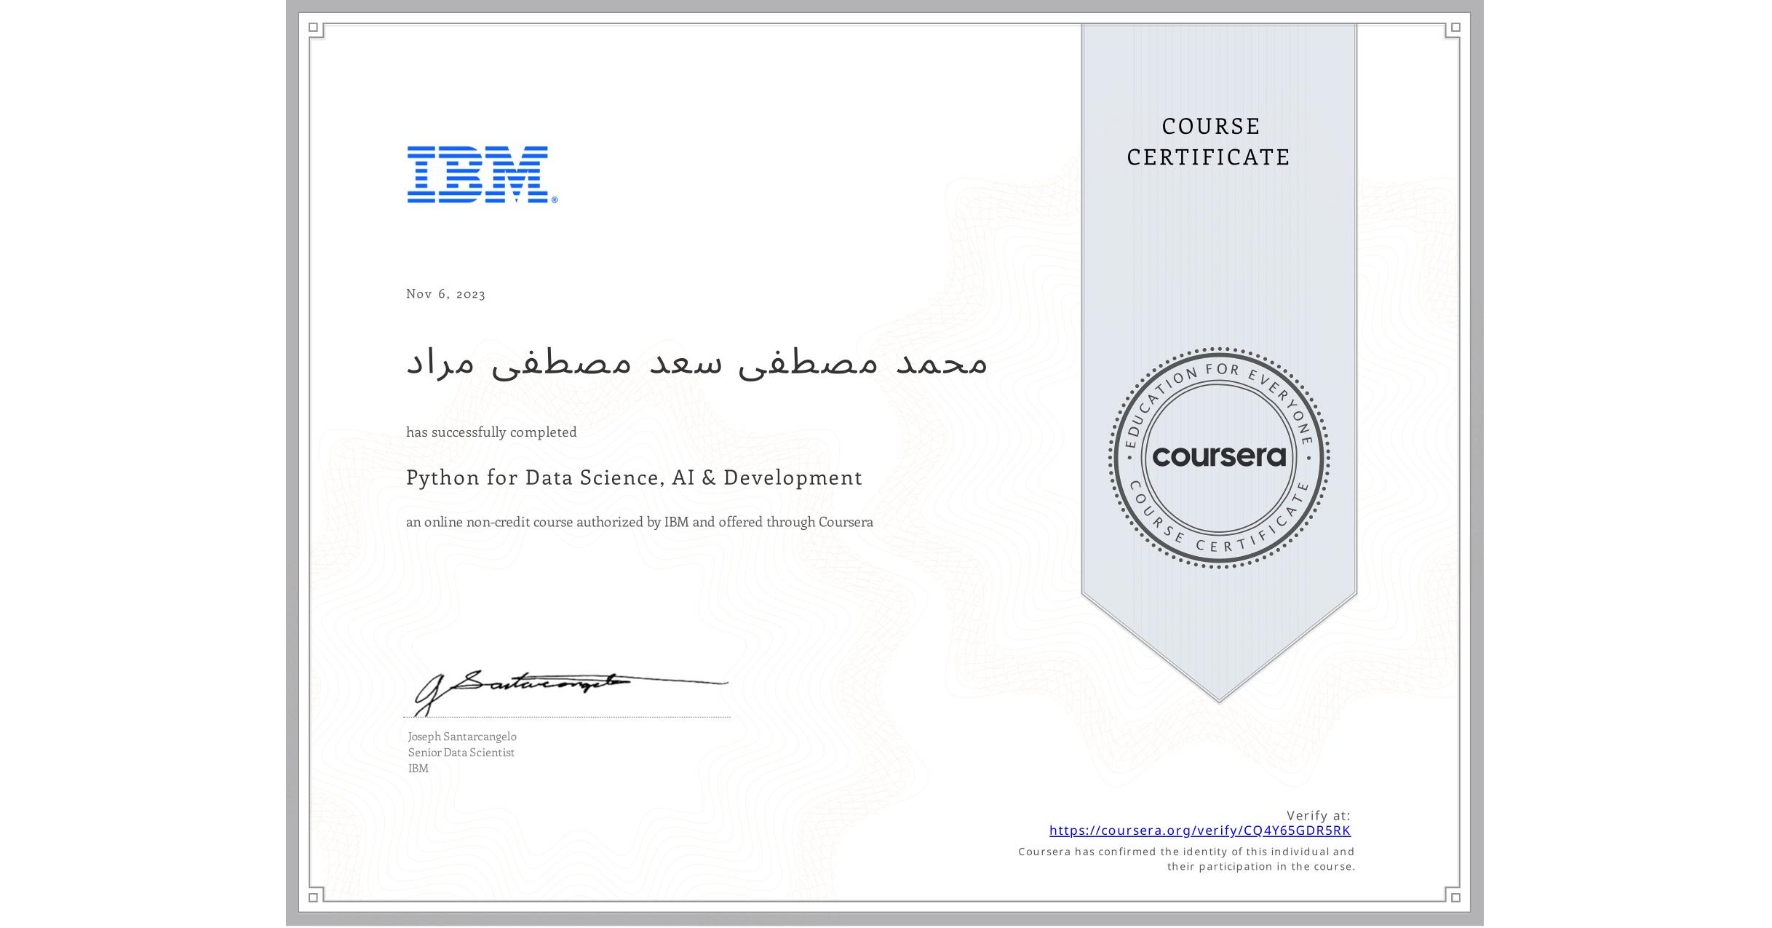 COURSE
CERTIFICATE
IBM®
Nov 6, 2023
محمد مصطفى سعد مصطفى مراد
has successfully completed
Python for Data Science, AI & Development
an online non-credit course authorized by IBM and offered through Coursera
EDUCATION FOR EVERYONE
coursera
COURSE CERTIFICATE
J Santarcangelo
Joseph Santarcangelo
Senior Data Scientist
IBM
Verify at:
https://coursera.org/verify/CQ4Y65GDR5RK
Coursera has confirmed the identity of this individual and
their participation in the course.